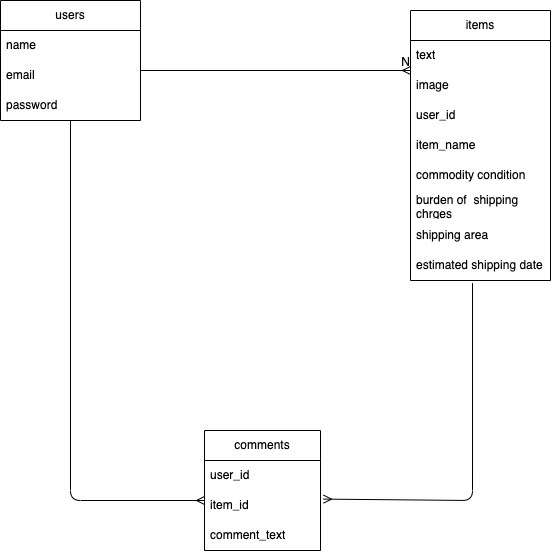 users
name
email
password
N
items
text
image
user_id
item_name
commodity condition
burden of shipping
chrges
shipping area
estimated shipping date
comments
user_id
item_id
comment_text